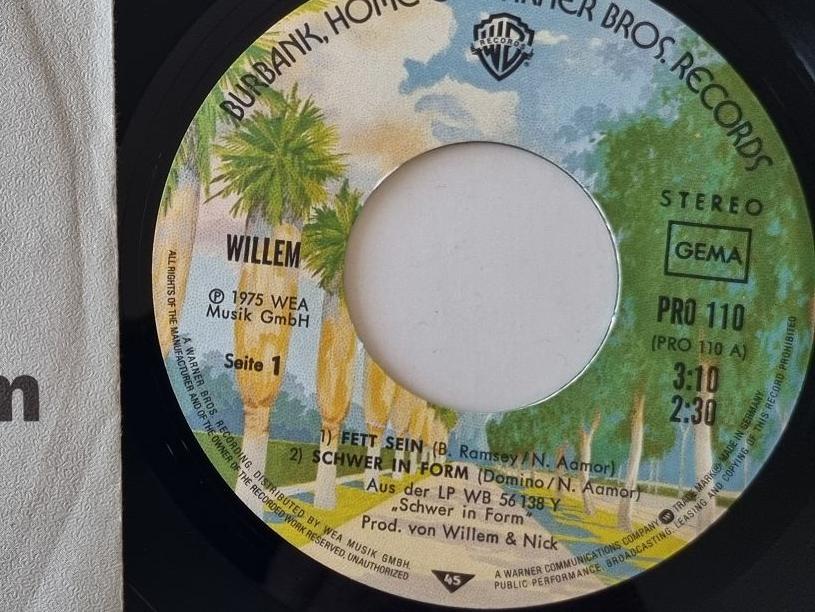 BURBANK, HOME WARNER BROS. RECORDS
W B
RECORDS
STEREO
GEMA
WILLEM
℗ 1975 WEA
Musik GmbH
PRO 110
(PRO 110 A)
Seite 1
3:10
2:30
1) FETT SEIN (B. Ramsey/N. Aamor)
2) SCHWER IN FORM (Domino/N. Aamor)
Aus der LP WB 56 138 Y
„Schwer in Form"
Prod. von Willem & Nick
45
ALL RIGHTS OF THE MANUFACTURER AND OF THE OWNER OF THE RECORDED WORK RESERVED. UNAUTHORIZED
PUBLIC PERFORMANCE, BROADCASTING, LEASING AND COPYING OF THIS RECORD PROHIBITED
A WARNER BROS. RECORDING. DISTRIBUTED BY WEA MUSIK GMBH.
A WARNER COMMUNICATIONS COMPANY TRADE MARK® MADE IN GERMANY
m